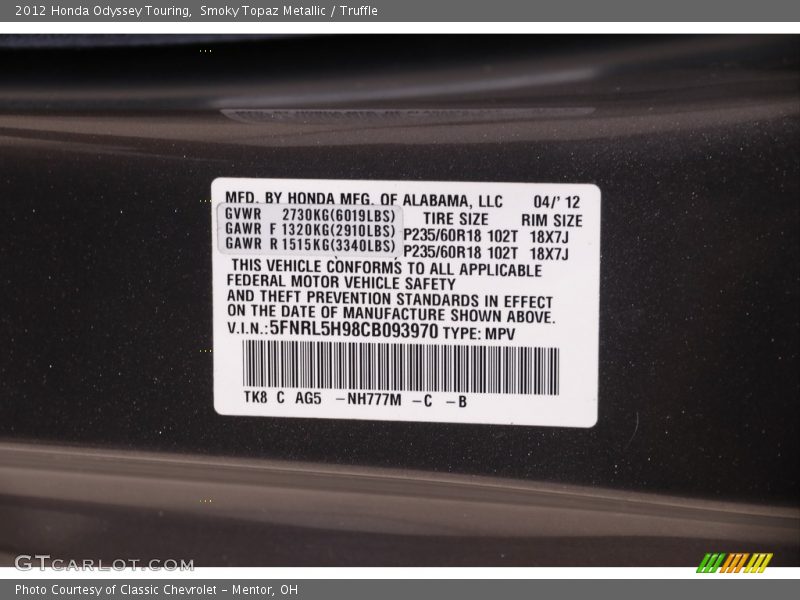 2012 Honda Odyssey Touring, Smoky Topaz Metallic / Truffle
MFD. BY HONDA MFG. OF ALABAMA, LLC 04/' 12
GVWR 2730KG(6019LBS) TIRE SIZE RIM SIZE
GAWR F 1320KG(2910LBS) P235/60R18 102T 18X7J
GAWR R 1515KG(3340LBS) P235/60R18 102T 18X7J
THIS VEHICLE CONFORMS TO ALL APPLICABLE
FEDERAL MOTOR VEHICLE SAFETY
AND THEFT PREVENTION STANDARDS IN EFFECT
ON THE DATE OF MANUFACTURE SHOWN ABOVE.
V.I.N.: 5FNRL5H98CB093970 TYPE: MPV
TK8 C AG5 -NH777M -C -B
GTCARLOT.COM
Photo Courtesy of Classic Chevrolet - Mentor, OH